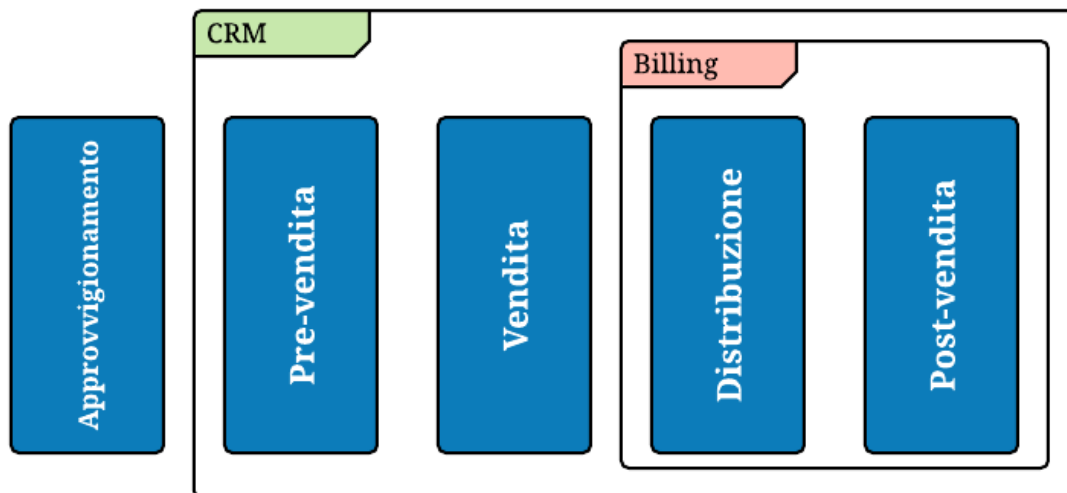 CRM
Billing
Approvvigionamento
Pre-vendita
Vendita
Distribuzione
Post-vendita